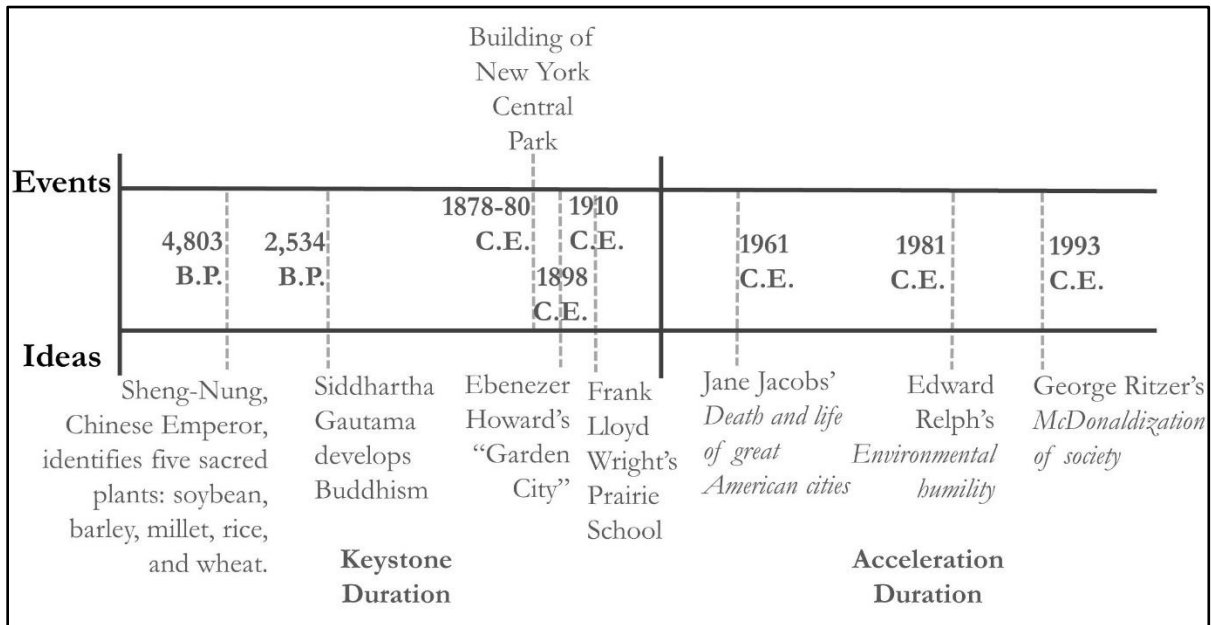 Building of
New York
Central
Park
Events
4,803
B.P.
2,534
B.P.
1878-80
C.E.
1898
C.E.
1910
C.E.
1961
C.E.
1981
C.E.
1993
C.E.
Ideas
Sheng-Nung,
Chinese Emperor,
identifies five sacred
plants: soybean,
barley, millet, rice,
and wheat.
Siddhartha
Gautama
develops
Buddhism
Ebenezer
Howard's
“Garden
City”
Frank
Lloyd
Wright's
Prairie
School
Jane Jacobs'
Death and life
of great
American cities
Edward
Relph's
Environmental
humility
George Ritzer's
McDonaldization
of society
Keystone
Duration
Acceleration
Duration